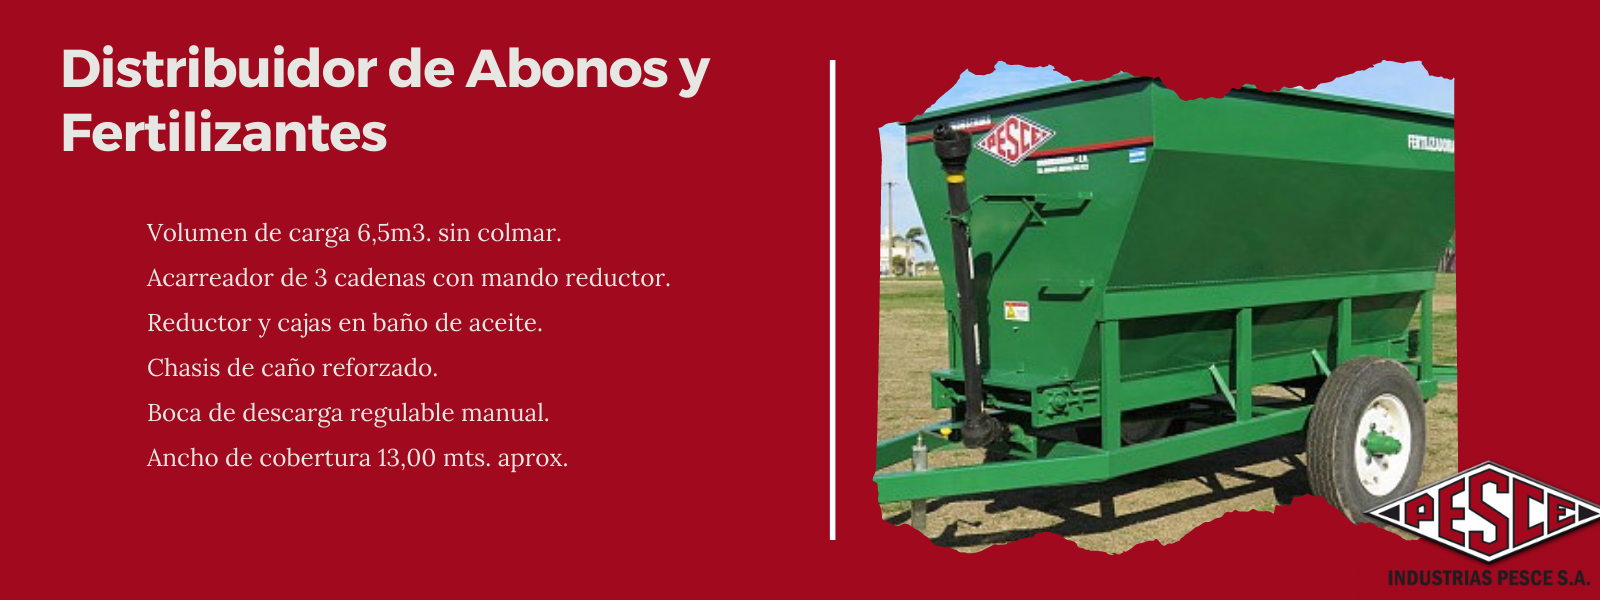 Distribuidor de Abonos y
Fertilizantes
Volumen de carga 6,5m3. sin colmar.
Acarreador de 3 cadenas con mando reductor.
Reductor y cajas en baño de aceite.
Chasis de caño reforzado.
Boca de descarga regulable manual.
Ancho de cobertura 13,00 mts. aprox.
PESCE
FERTILIZADORA
PESCE
INDUSTRIAS PESCE S.A.